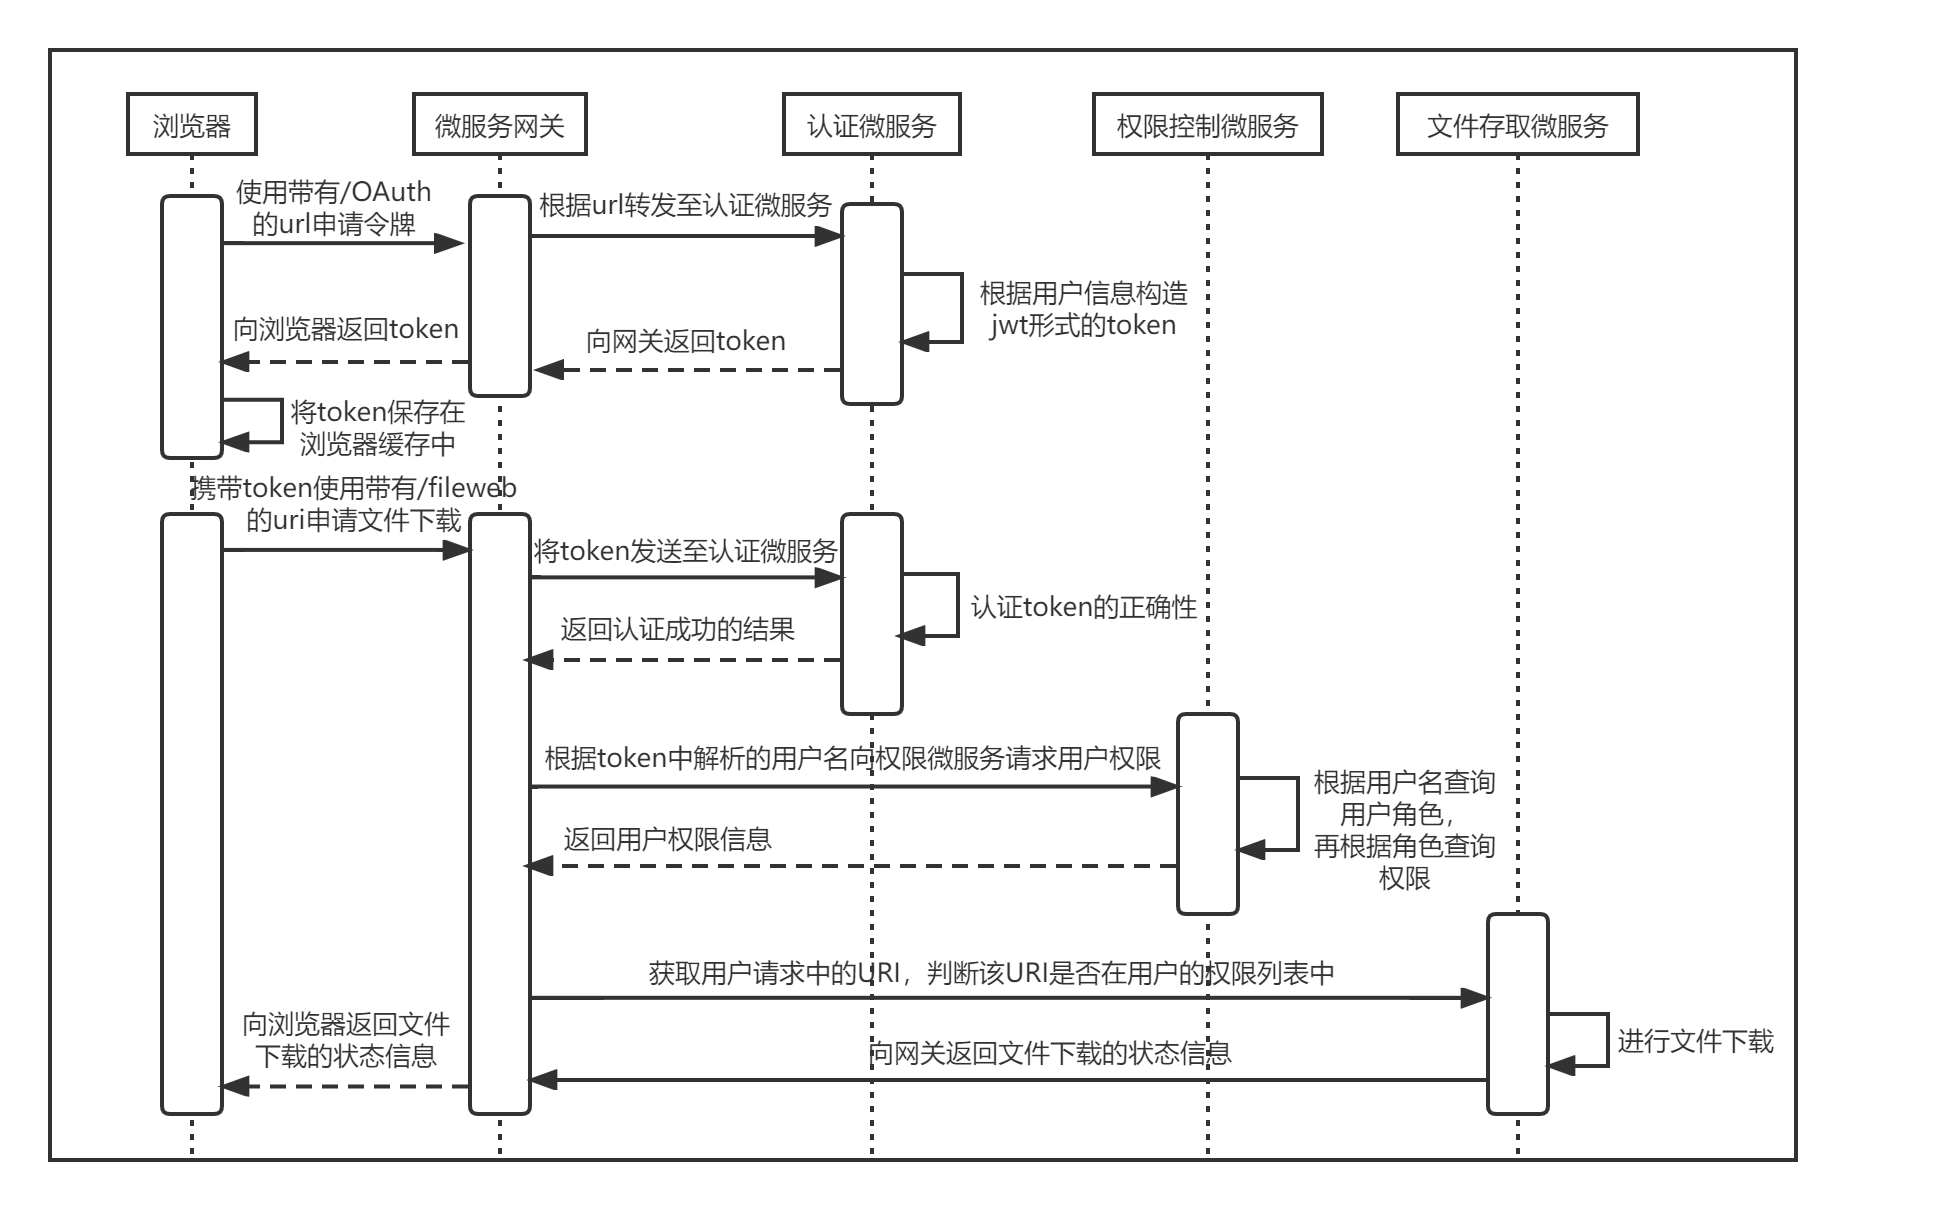 浏览器
微服务网关
认证微服务
权限控制微服务
文件存取微服务
使用带有/OAuth
的url申请令牌
根据url转发至认证微服务
根据用户信息构造
jwt形式的token
向浏览器返回token
向网关返回token
将token保存在
浏览器缓存中
携带token使用带有/fileweb
的uri申请文件下载
将token发送至认证微服务
认证token的正确性
返回认证成功的结果
根据token中解析的用户名向权限微服务请求用户权限
根据用户名查询
用户角色，
再根据角色查询
权限
返回用户权限信息
获取用户请求中的URI，判断该URI是否在用户的权限列表中
向浏览器返回文件
下载的状态信息
进行文件下载
向网关返回文件下载的状态信息